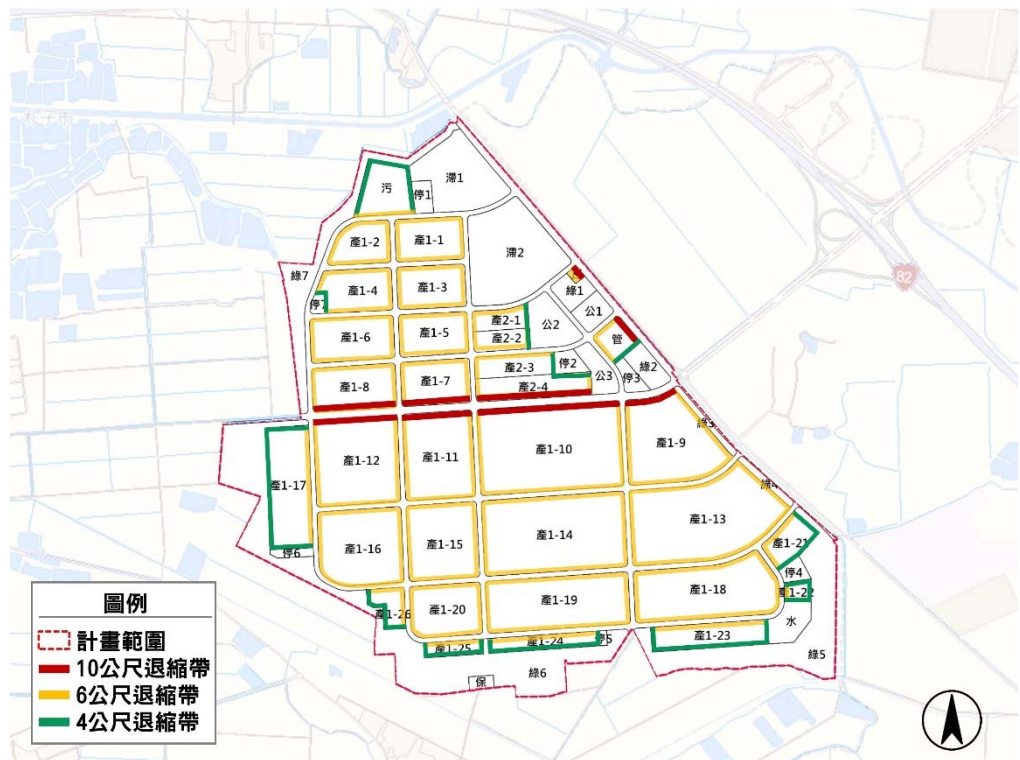 朴子市
82
滯1
污
停1
產1-2
產1-1
滯2
綠7
綠1
產1-4
產1-3
停7
公1
產2-1
公2
產1-6
產1-5
產2-2
管
產2-3
停2
綠2
公3
停3
產1-8
產1-7
產2-4
綠3
產1-12
產1-11
產1-10
產1-9
產1-17
綠4
產1-13
產1-16
產1-15
產1-14
產1-21
停6
停4
產1-18
產1-22
產1-20
產1-19
產1-26
水
產1-23
產1-24
停5
產1-25
綠5
綠6
保
圖例
計畫範圍
10公尺退縮帶
6公尺退縮帶
4公尺退縮帶